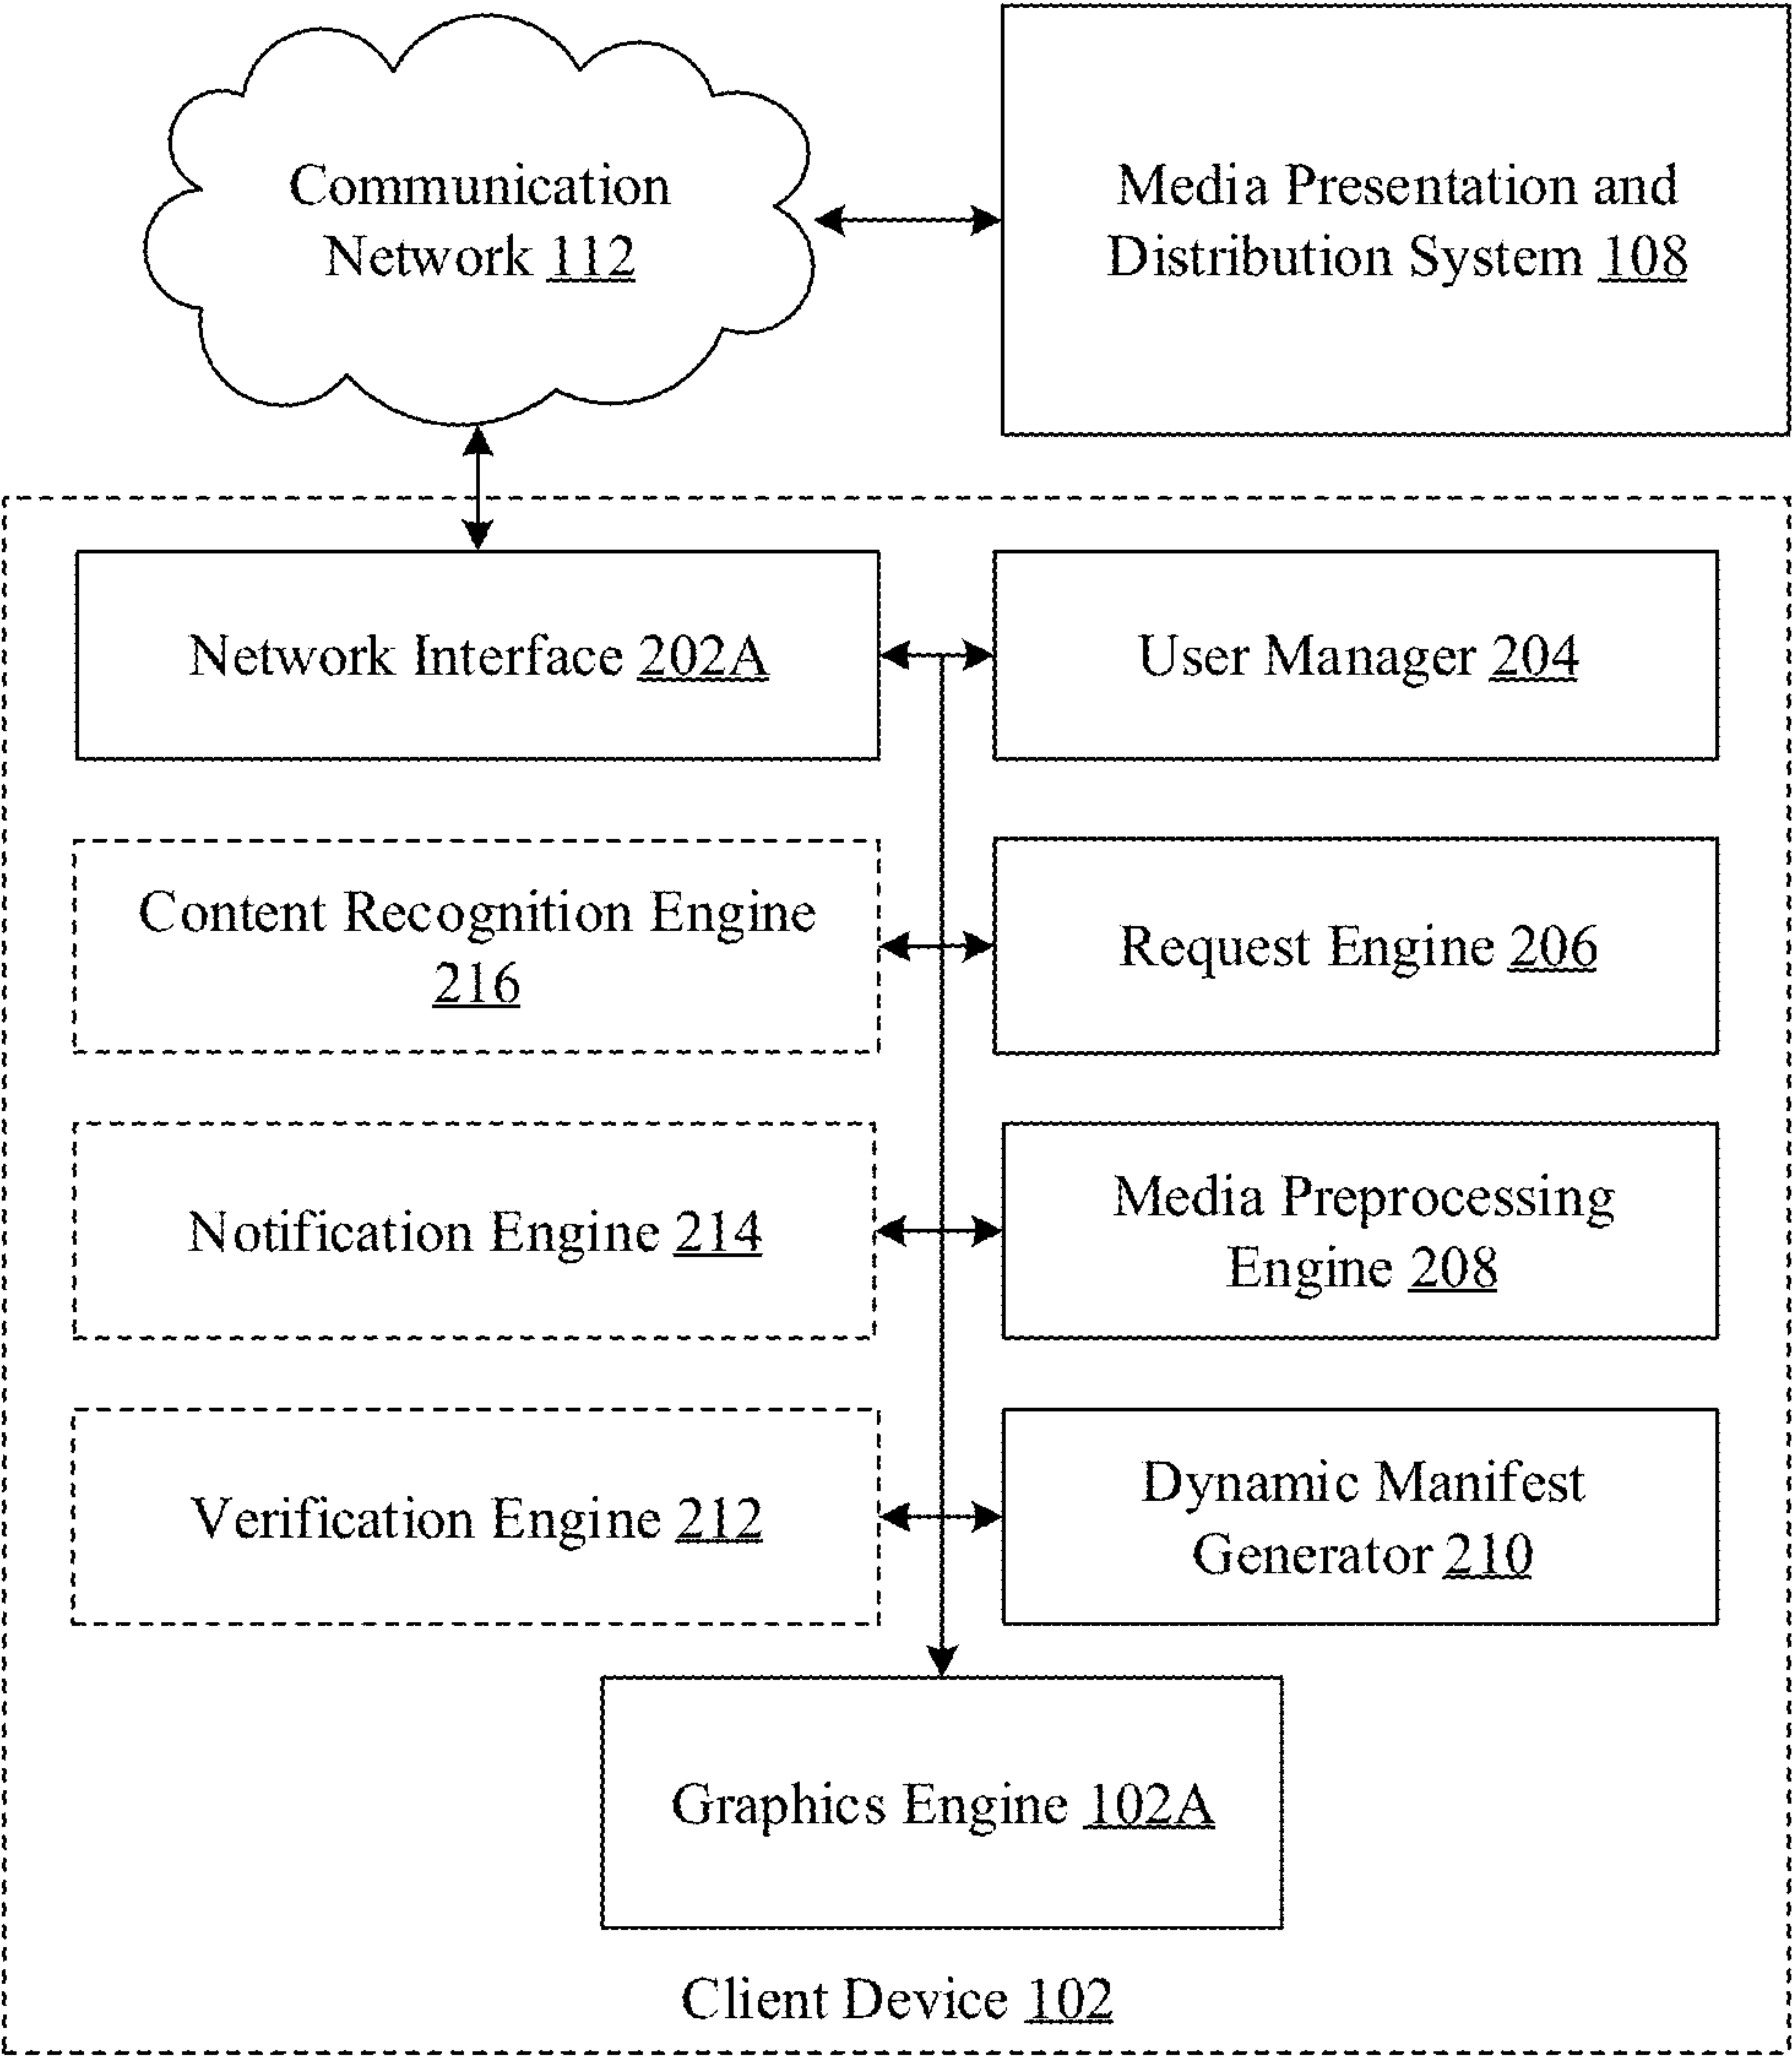 Communication
Network 112
Media Presentation and
Distribution System 108
Network Interface 202A
User Manager 204
Content Recognition Engine
216
Request Engine 206
Notification Engine 214
Media Preprocessing
Engine 208
Verification Engine 212
Dynamic Manifest
Generator 210
Graphics Engine 102A
Client Device 102